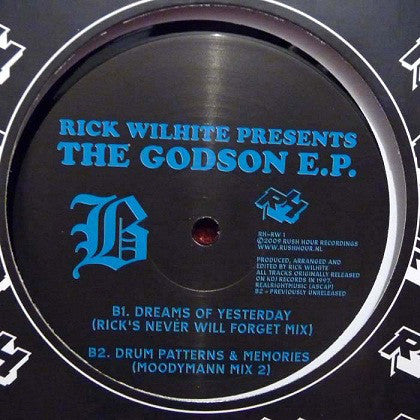 RICK WILHITE PRESENTS
THE GODSON E.P.
B
RH
RH-RW 1
©2009 RUSH HOUR RECORDINGS
WWW.RUSHHOUR.NL
PRODUCED, ARRANGED AND
EDITED BY RICK WILHITE
ALL TRACKS ORIGINALLY RELEASED
ON KDJ RECORDS IN 1997,
REALRIGHTMUSIC (ASCAP)
B2 - PREVIOUSLY UNRELEASED
B1. DREAMS OF YESTERDAY
(RICK'S NEVER WILL FORGET MIX)
B2. DRUM PATTERNS & MEMORIES
(MOODYMANN MIX 2)